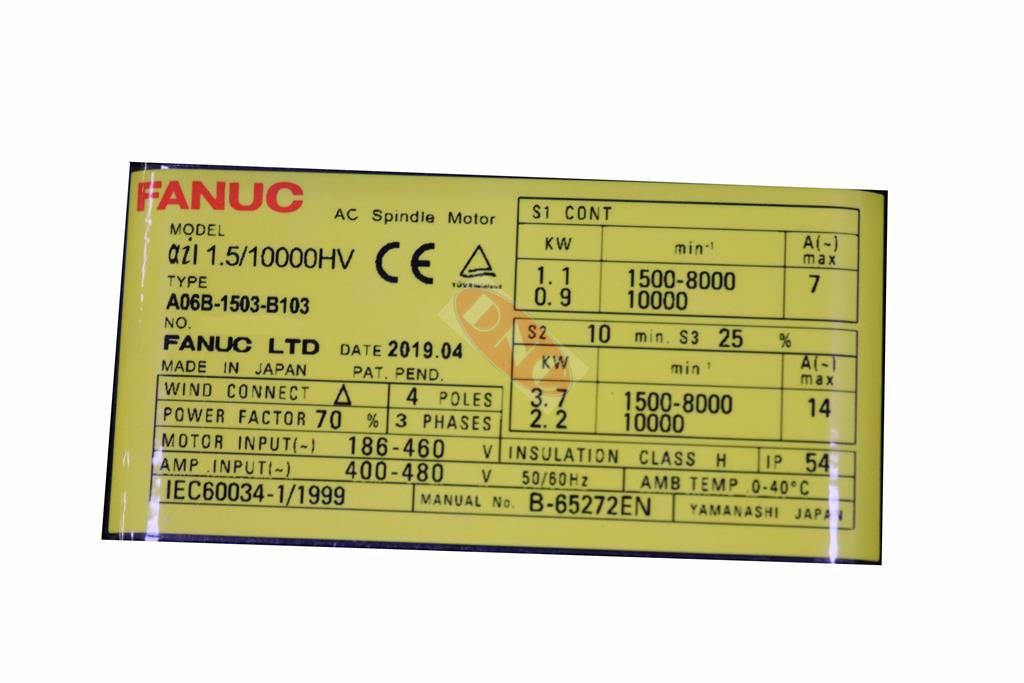 FANUC
AC Spindle Motor
MODEL
αiI 1.5/10000HV CE
TÜVRheinland
TYPE
A06B-1503-B103
NO.
FANUC LTD DATE 2019.04
MADE IN JAPAN PAT. PEND.
S1 CONT
KW min⁻¹ A(~) max
1.1 1500-8000 7
0.9 10000
DNC
S2 10 min. S3 25 %
KW min⁻¹ A(~) max
3.7 1500-8000 14
2.2 10000
WIND CONNECT △ 4 POLES
POWER FACTOR 70 % 3 PHASES
MOTOR INPUT(~) 186-460 V INSULATION CLASS H IP 54
AMP.INPUT(~) 400-480 V 50/60Hz AMB TEMP. 0-40°C
IEC60034-1/1999 MANUAL No. B-65272EN YAMANASHI JAPAN